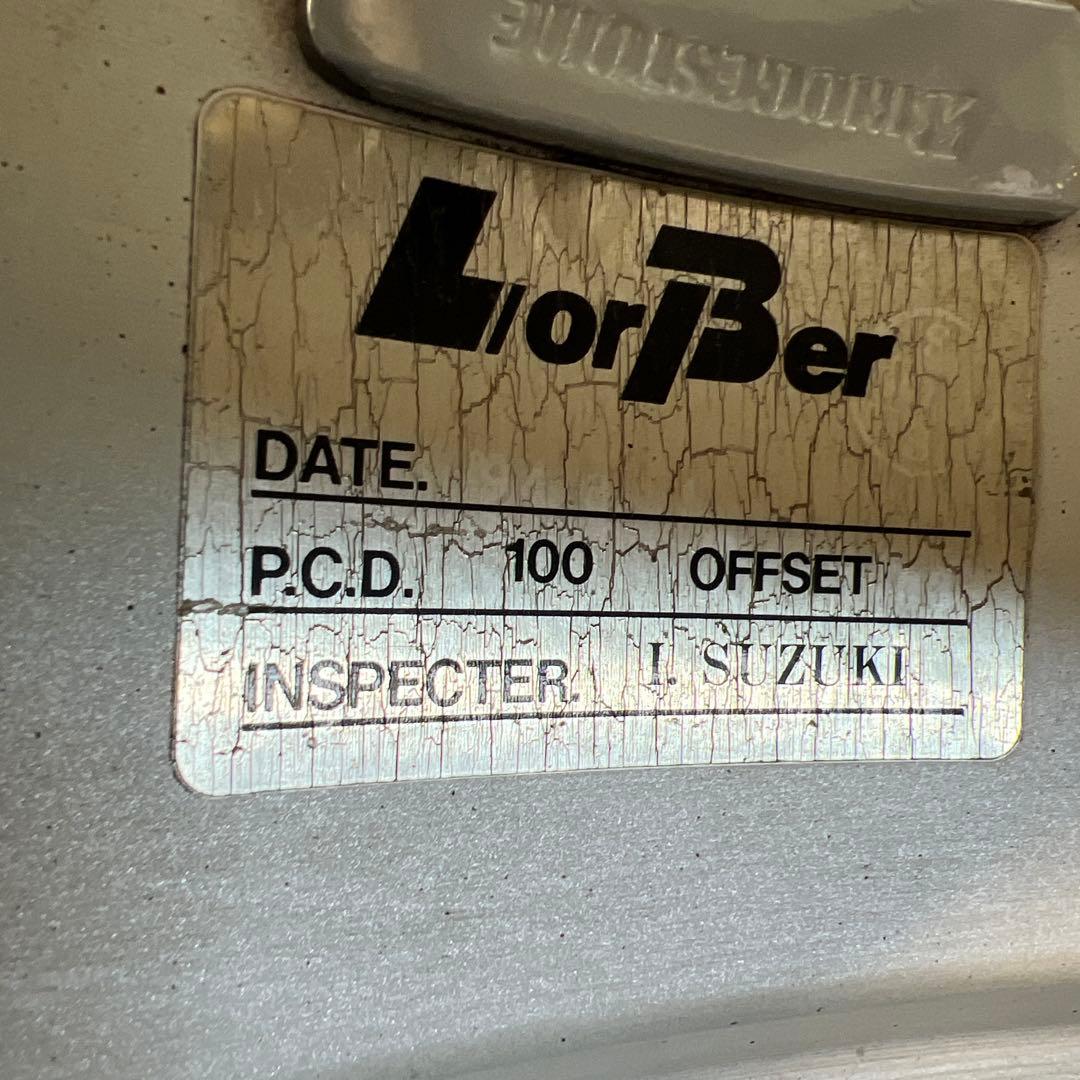 BRIDGESTONE
LorBer
DATE.
P.C.D. 100 OFFSET
INSPECTER. I. SUZUKI